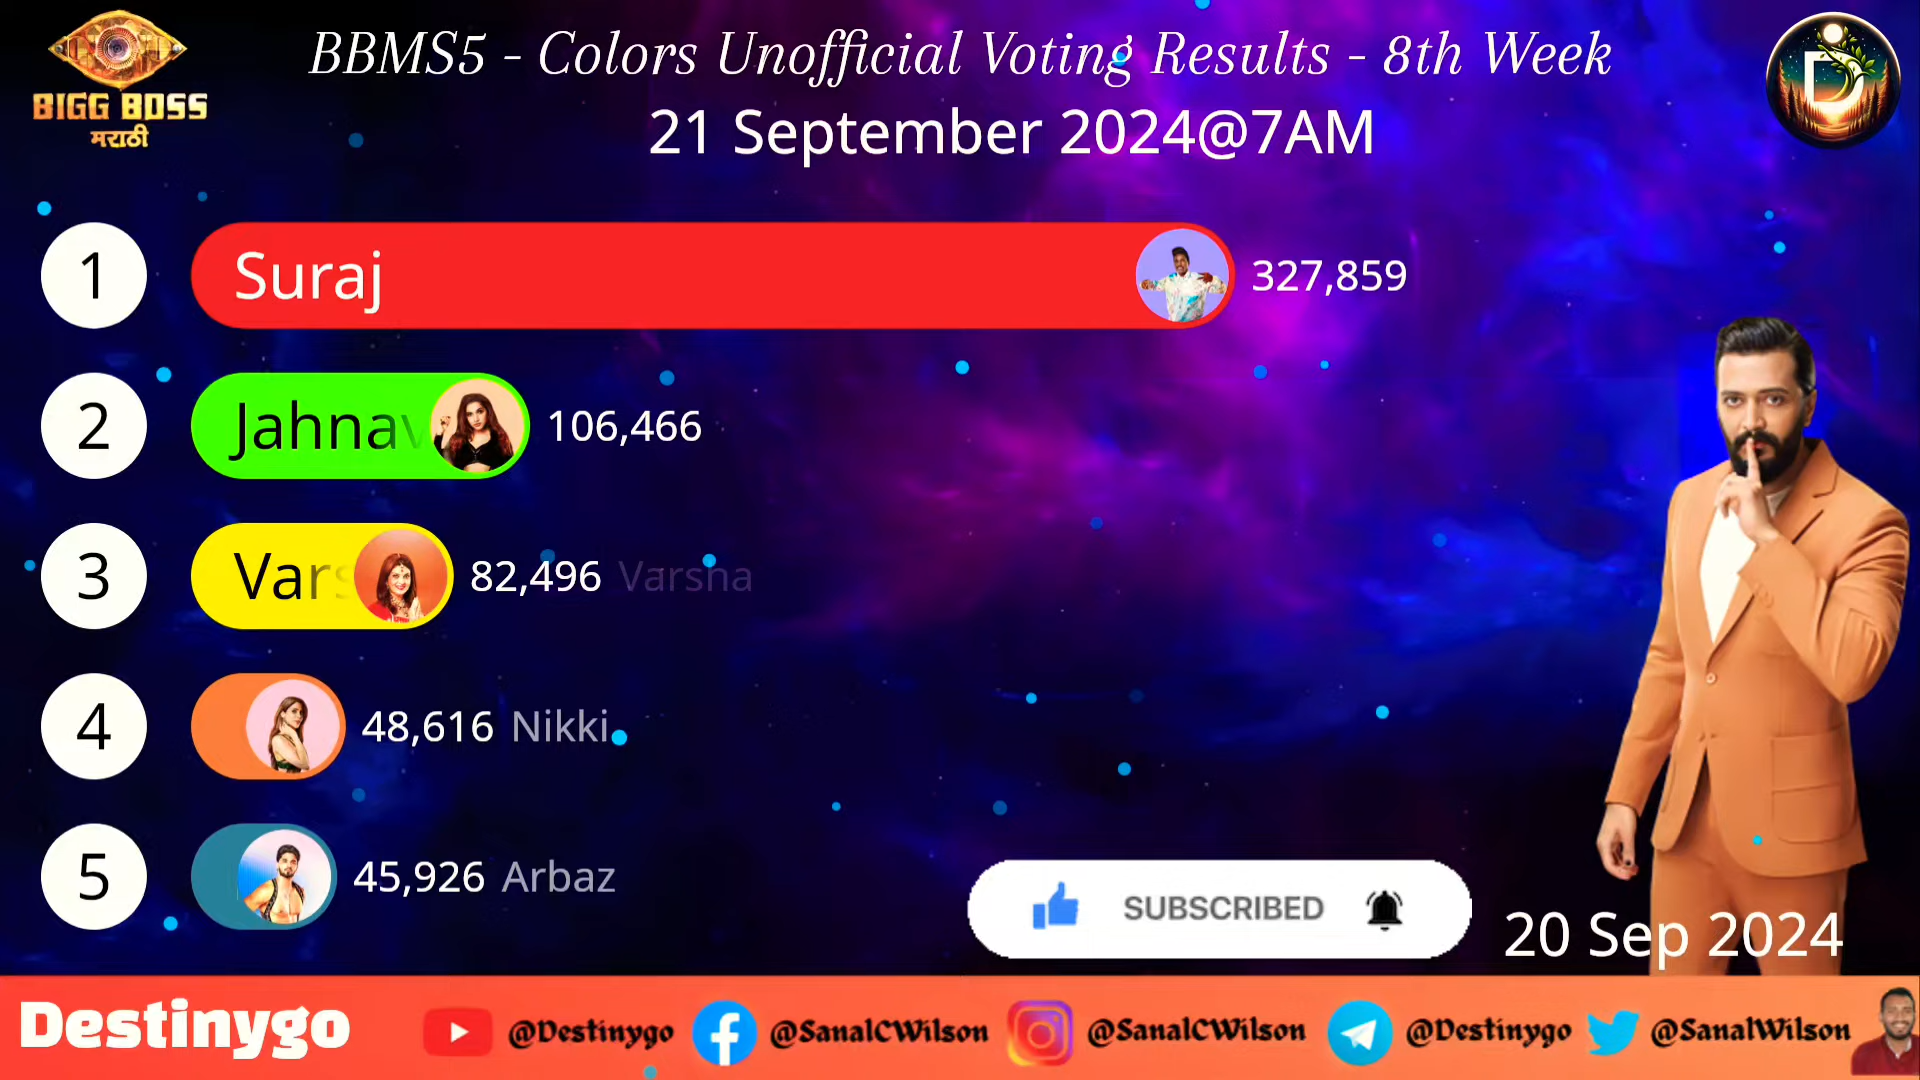 BIGG BOSS
मराठी
BBMS5 - Colors Unofficial Voting Results - 8th Week
21 September 2024@7AM
D
1 Suraj 327,859
2 Jahnav 106,466
3 Vars 82,496 Varsha
4 48,616 Nikki
5 45,926 Arbaz
SUBSCRIBED
20 Sep 2024
Destinygo @Destinygo @SanalCWilson @SanalCWilson @Destinygo @SanalWilson